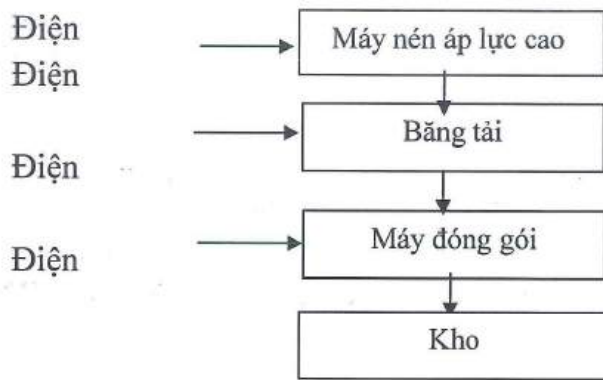 Điện
Máy nén áp lực cao
Điện
Băng tải
Điện
Máy đóng gói
Điện
Kho